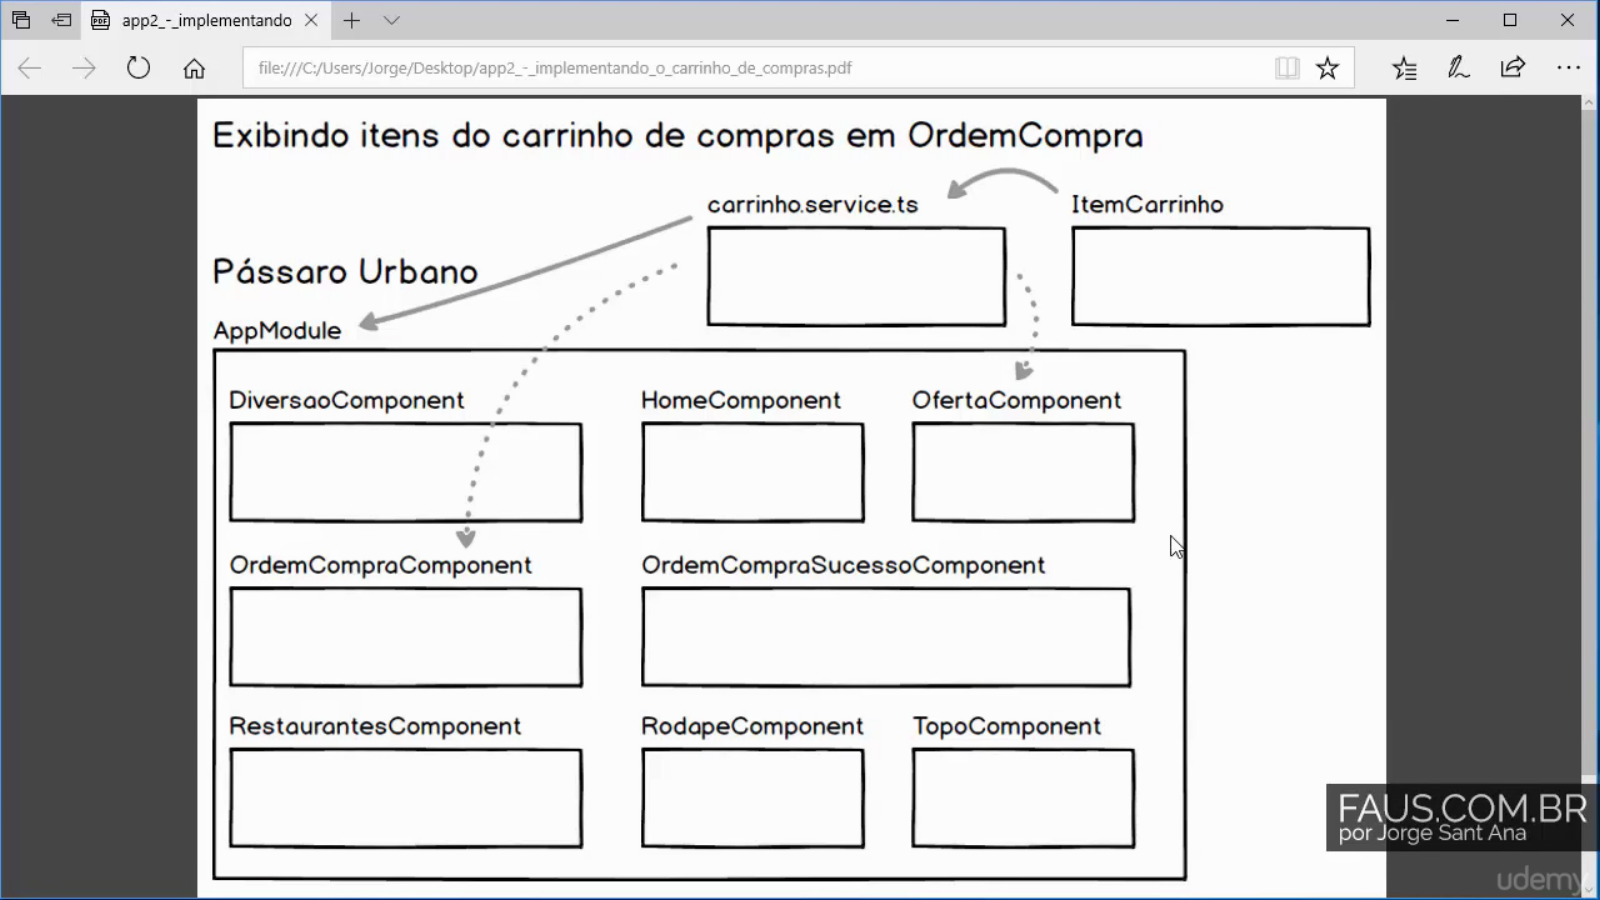 app2_-_implementando
file:///C:/Users/Jorge/Desktop/app2_-_implementando_o_carrinho_de_compras.pdf
Exibindo itens do carrinho de compras em OrdemCompra
carrinho.service.ts
ItemCarrinho
Pássaro Urbano
AppModule
DiversaoComponent
HomeComponent
OfertaComponent
OrdemCompraComponent
OrdemCompraSucessoComponent
RestaurantesComponent
RodapeComponent
TopoComponent
FAUS.COM.BR
por Jorge Sant Ana
udemy